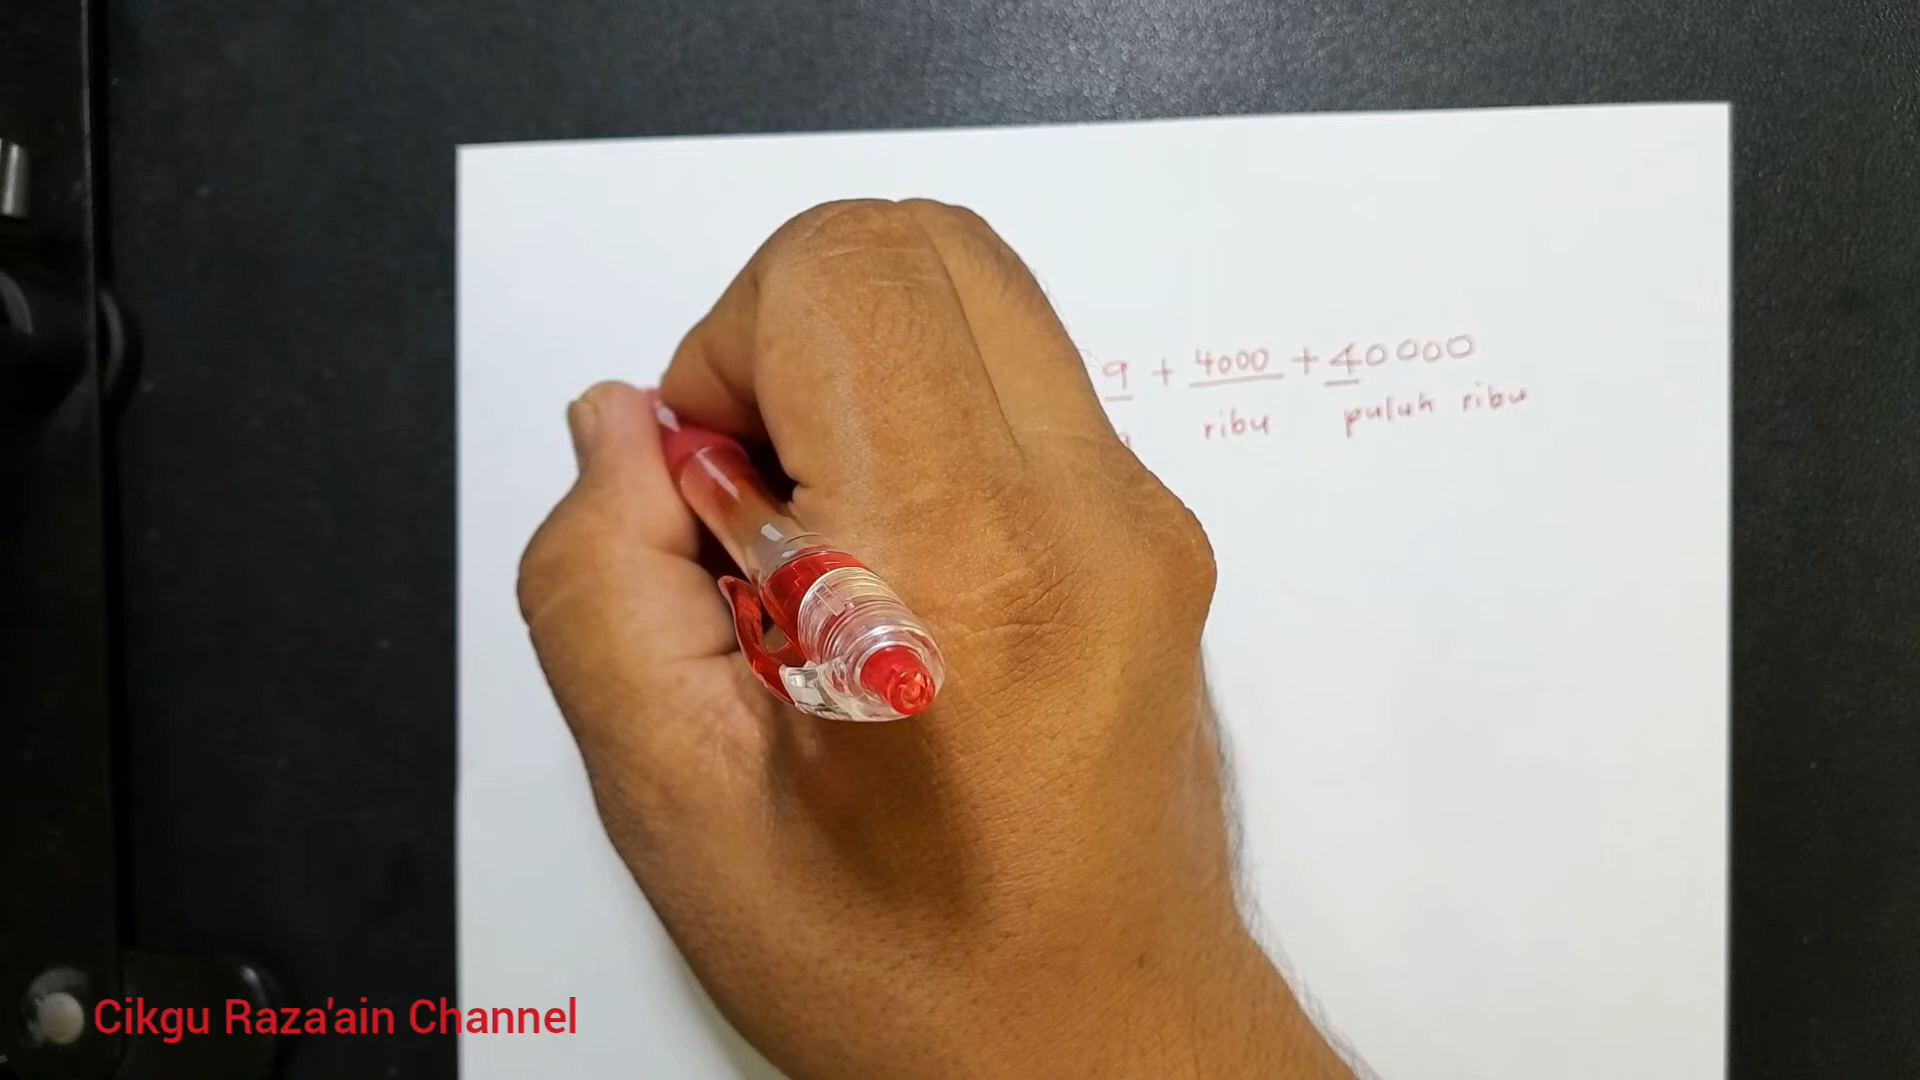 9 + 4000 + 40000
ribu puluh ribu
Cikgu Raza'ain Channel